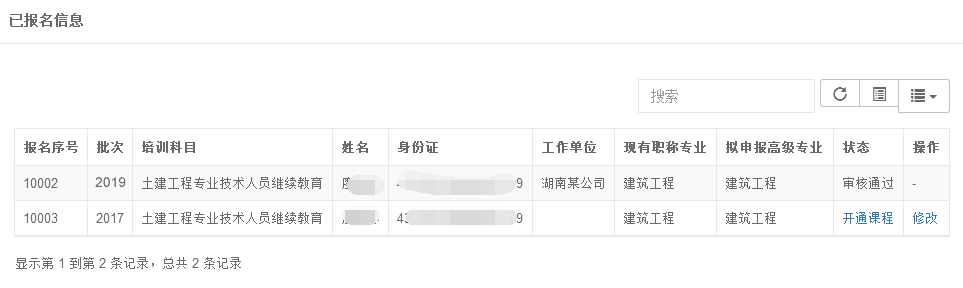 已报名信息
搜索
报名序号 批次 培训科目 姓名 身份证 工作单位 现有职称专业 拟申报高级专业 状态 操作
10002 2019 土建工程专业技术人员继续教育 9 湖南某公司 建筑工程 建筑工程 审核通过 -
10003 2017 土建工程专业技术人员继续教育 43 9 建筑工程 建筑工程 开通课程 修改
显示第 1 到第 2 条记录，总共 2 条记录